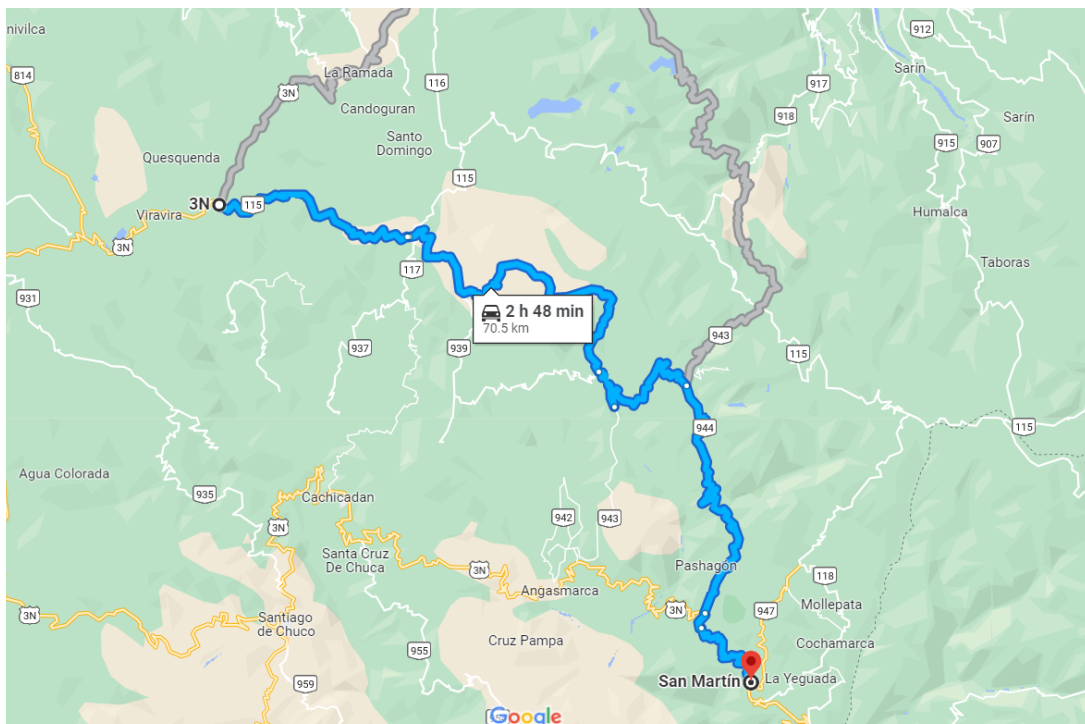 nivilca
912
814
La Ramada
Sarín
3N
116
917
Candoguran
Sarín
918
Santo
Domingo
915
907
Quesquenda
115
3N
115
Humalca
Viravira
3N
Taboras
117
931
2 h 48 min
70.5 km
943
937
939
115
944
115
Agua Colorada
935
Cachicadan
3N
942
943
Santa Cruz
De Chuca
3N
Pashagón
118
Angasmarca
3N
947
Mollepata
Santiago
de Chuco
3N
Cruz Pampa
Cochamarca
955
San Martín
La Yeguada
959
Google